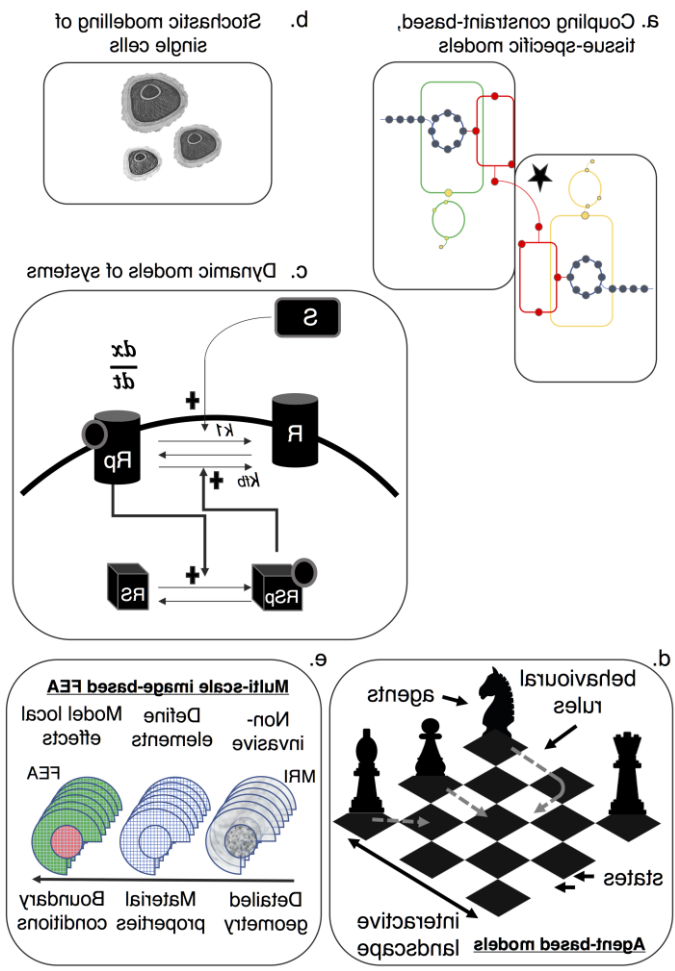 a. Coupling constraint-based,
tissue-specific models
b. Stochastic modelling of
single cells
c. Dynamic models of systems
S
dx
dt
R
Rp
k1
kfb
RS
RSp
d.
behavioural
rules
agents
states
interactive
landscape
Agent-based models
e.
Multi-scale image-based FEA
Non-
invasive
Define
elements
Model local
effects
MRI
FEA
Detailed
geometry
Material
properties
Boundary
conditions